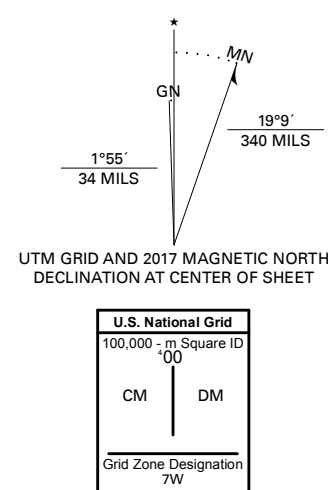 ★
MN
GN
19°9´
340 MILS
1°55´
34 MILS
UTM GRID AND 2017 MAGNETIC NORTH
DECLINATION AT CENTER OF SHEET
U.S. National Grid
100,000 - m Square ID
⁴00
CM DM
Grid Zone Designation
7W